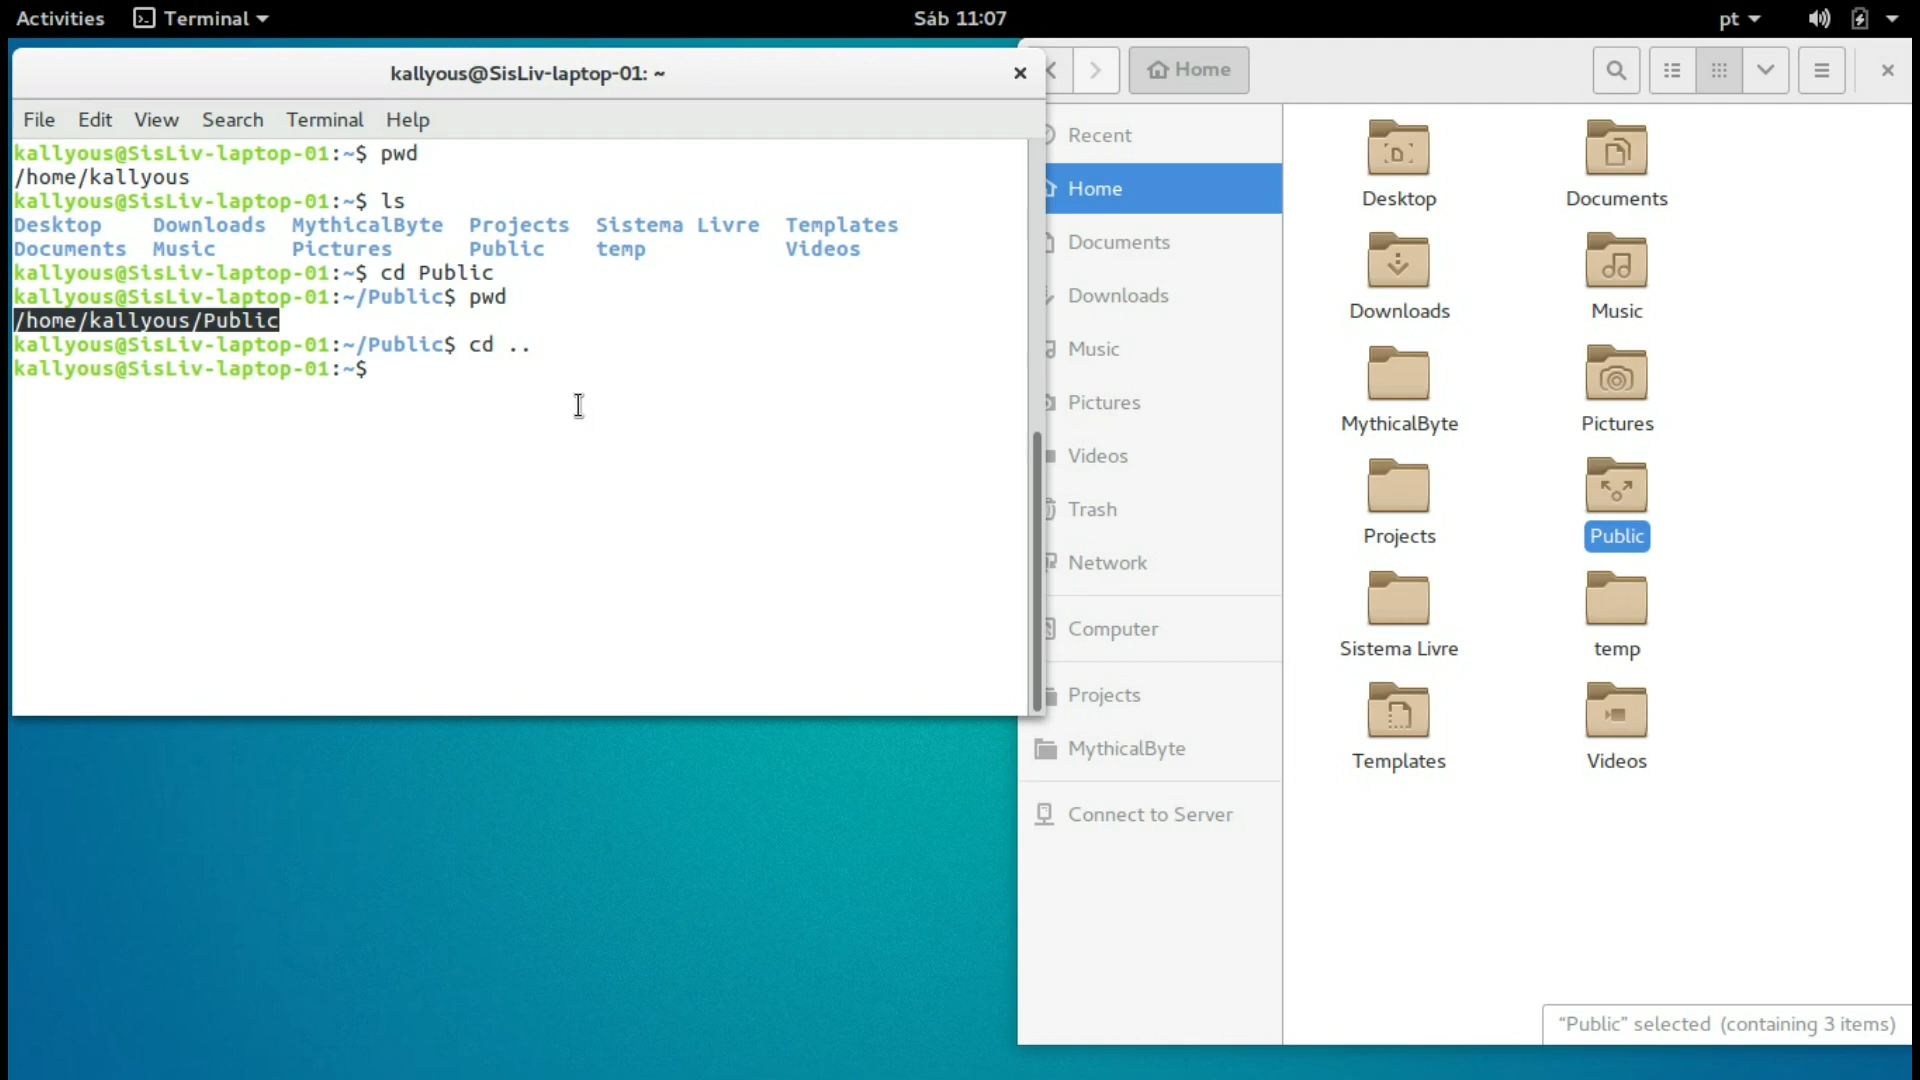 Activities Terminal Sáb 11:07 pt
kallyous@SisLiv-laptop-01: ~
File Edit View Search Terminal Help
kallyous@SisLiv-laptop-01:~$ pwd
/home/kallyous
kallyous@SisLiv-laptop-01:~$ ls
Desktop Downloads MythicalByte Projects Sistema Livre Templates
Documents Music Pictures Public temp Videos
kallyous@SisLiv-laptop-01:~$ cd Public
kallyous@SisLiv-laptop-01:~/Public$ pwd
/home/kallyous/Public
kallyous@SisLiv-laptop-01:~/Public$ cd ..
kallyous@SisLiv-laptop-01:~$
Home
Recent
Home
Documents
Downloads
Music
Pictures
Videos
Trash
Network
Computer
Projects
MythicalByte
Connect to Server
Desktop Documents
Downloads Music
MythicalByte Pictures
Projects Public
Sistema Livre temp
Templates Videos
“Public” selected (containing 3 items)